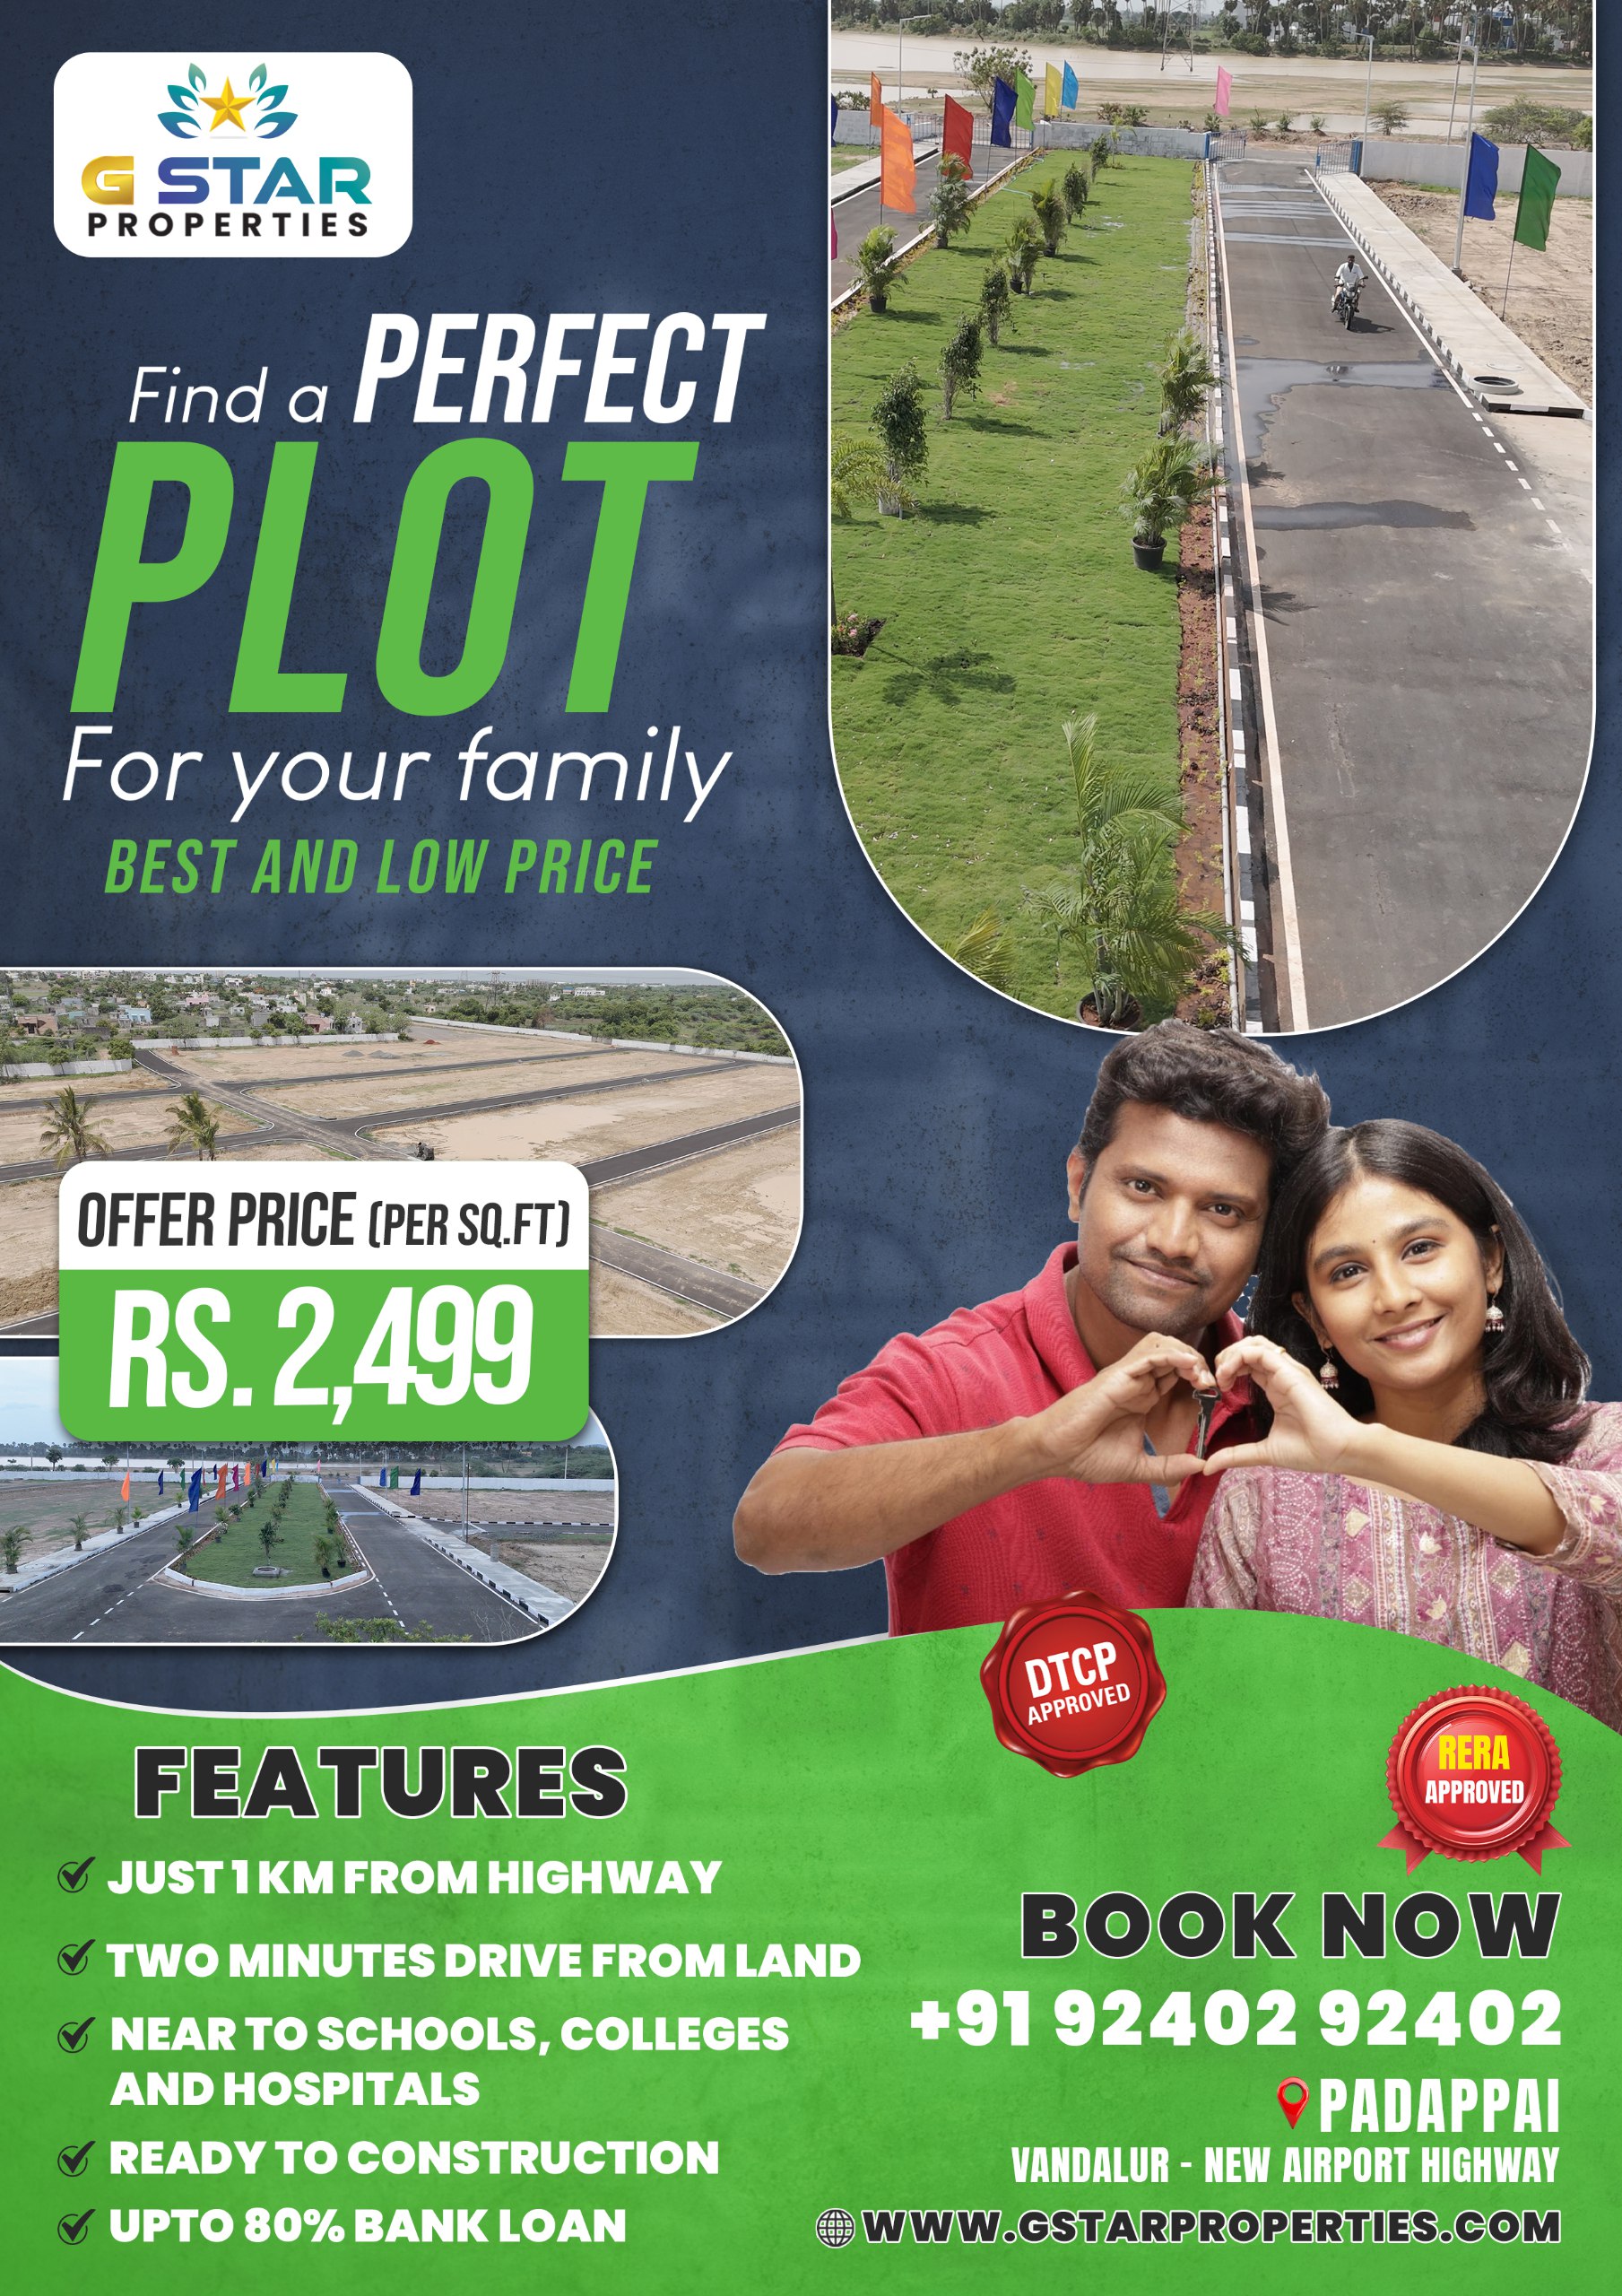 G STAR
PROPERTIES
Find a PERFECT
PLOT
For your family
BEST AND LOW PRICE
OFFER PRICE (PER SQ.FT)
RS. 2,499
DTCP
APPROVED
RERA
APPROVED
FEATURES
JUST 1 KM FROM HIGHWAY
TWO MINUTES DRIVE FROM LAND
NEAR TO SCHOOLS, COLLEGES
AND HOSPITALS
READY TO CONSTRUCTION
UPTO 80% BANK LOAN
BOOK NOW
+91 92402 92402
PADAPPAI
VANDALUR - NEW AIRPORT HIGHWAY
WWW.GSTARPROPERTIES.COM